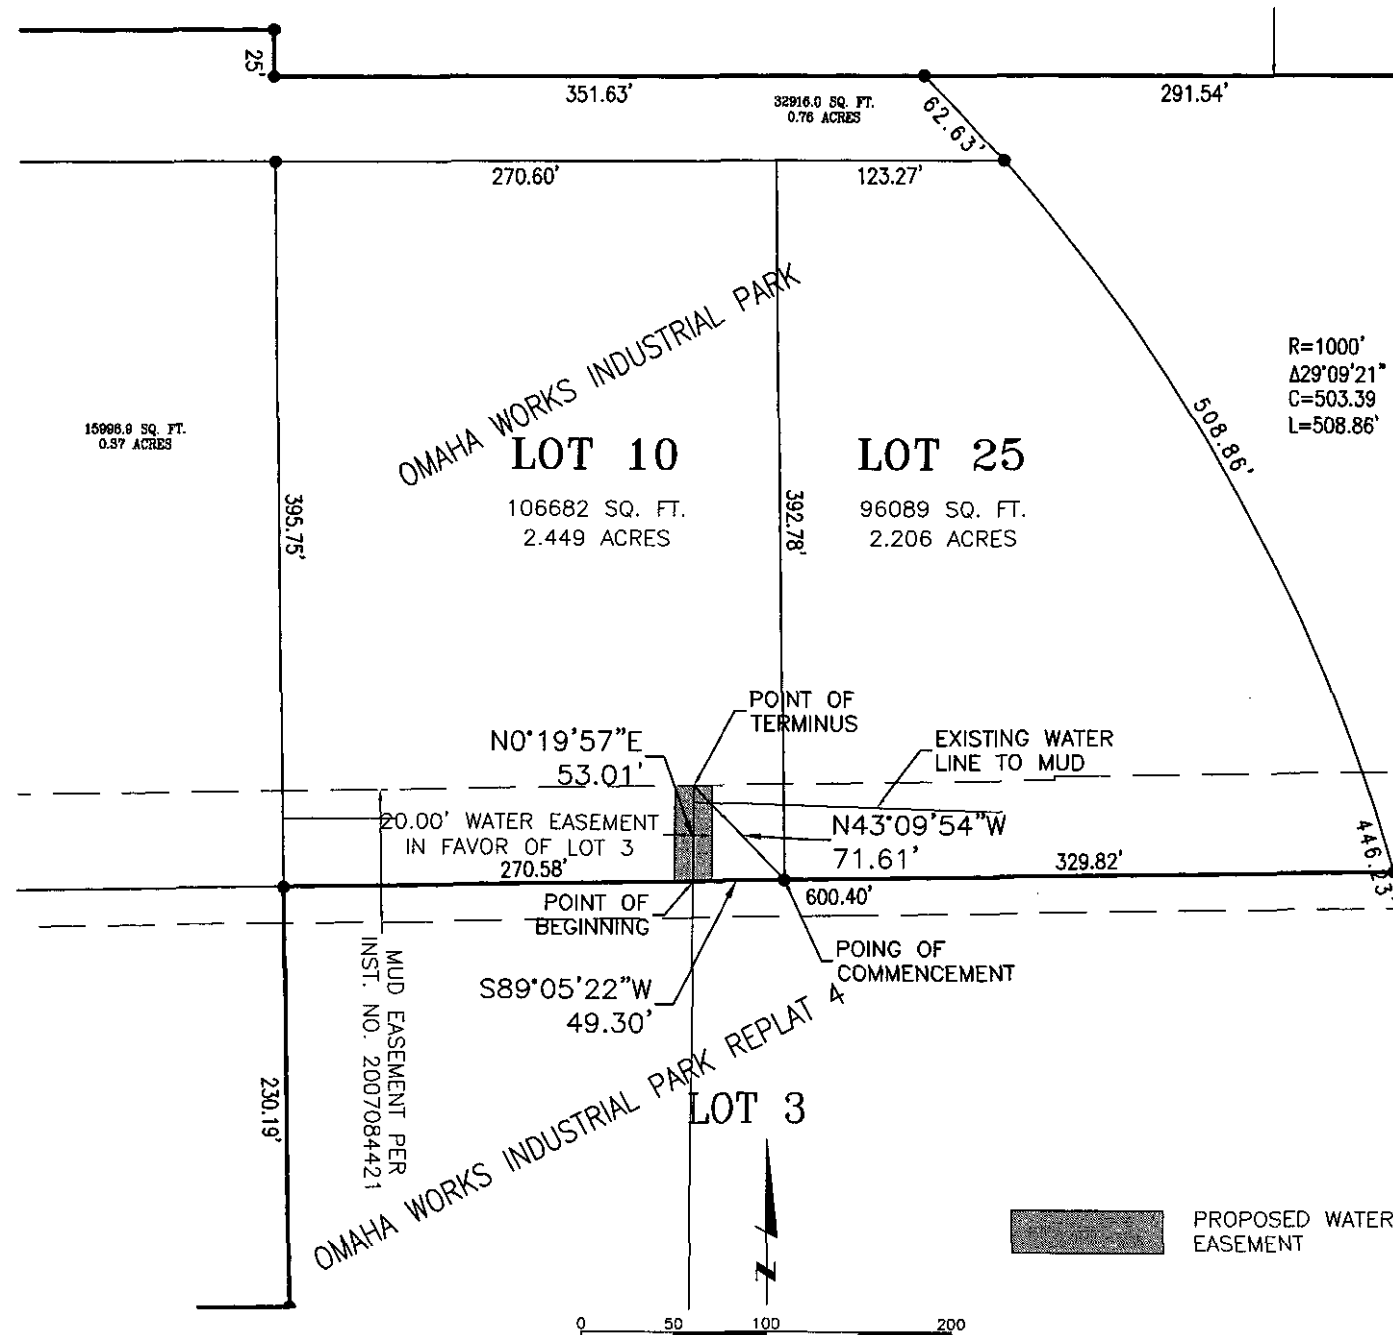 25'
351.63'
32916.0 SQ. FT.
0.76 ACRES
62.63'
291.54'
270.60'
123.27'
OMAHA WORKS INDUSTRIAL PARK
R=1000'
Δ29°09'21"
C=503.39
L=508.86'
508.86'
15996.9 SQ. FT.
0.37 ACRES
LOT 10
106682 SQ. FT.
2.449 ACRES
LOT 25
96089 SQ. FT.
2.206 ACRES
395.75'
392.78'
POINT OF
TERMINUS
N0°19'57"E
53.01'
EXISTING WATER
LINE TO MUD
20.00' WATER EASEMENT
IN FAVOR OF LOT 3
N43°09'54"W
71.61'
270.58'
329.82'
446.23'
600.40'
POINT OF
BEGINNING
POING OF
COMMENCEMENT
S89°05'22"W
49.30'
MUD EASEMENT PER
INST. NO. 2007084421
230.19'
OMAHA WORKS INDUSTRIAL PARK REPLAT 4
LOT 3
Z
PROPOSED WATER
EASEMENT
0 50 100 200